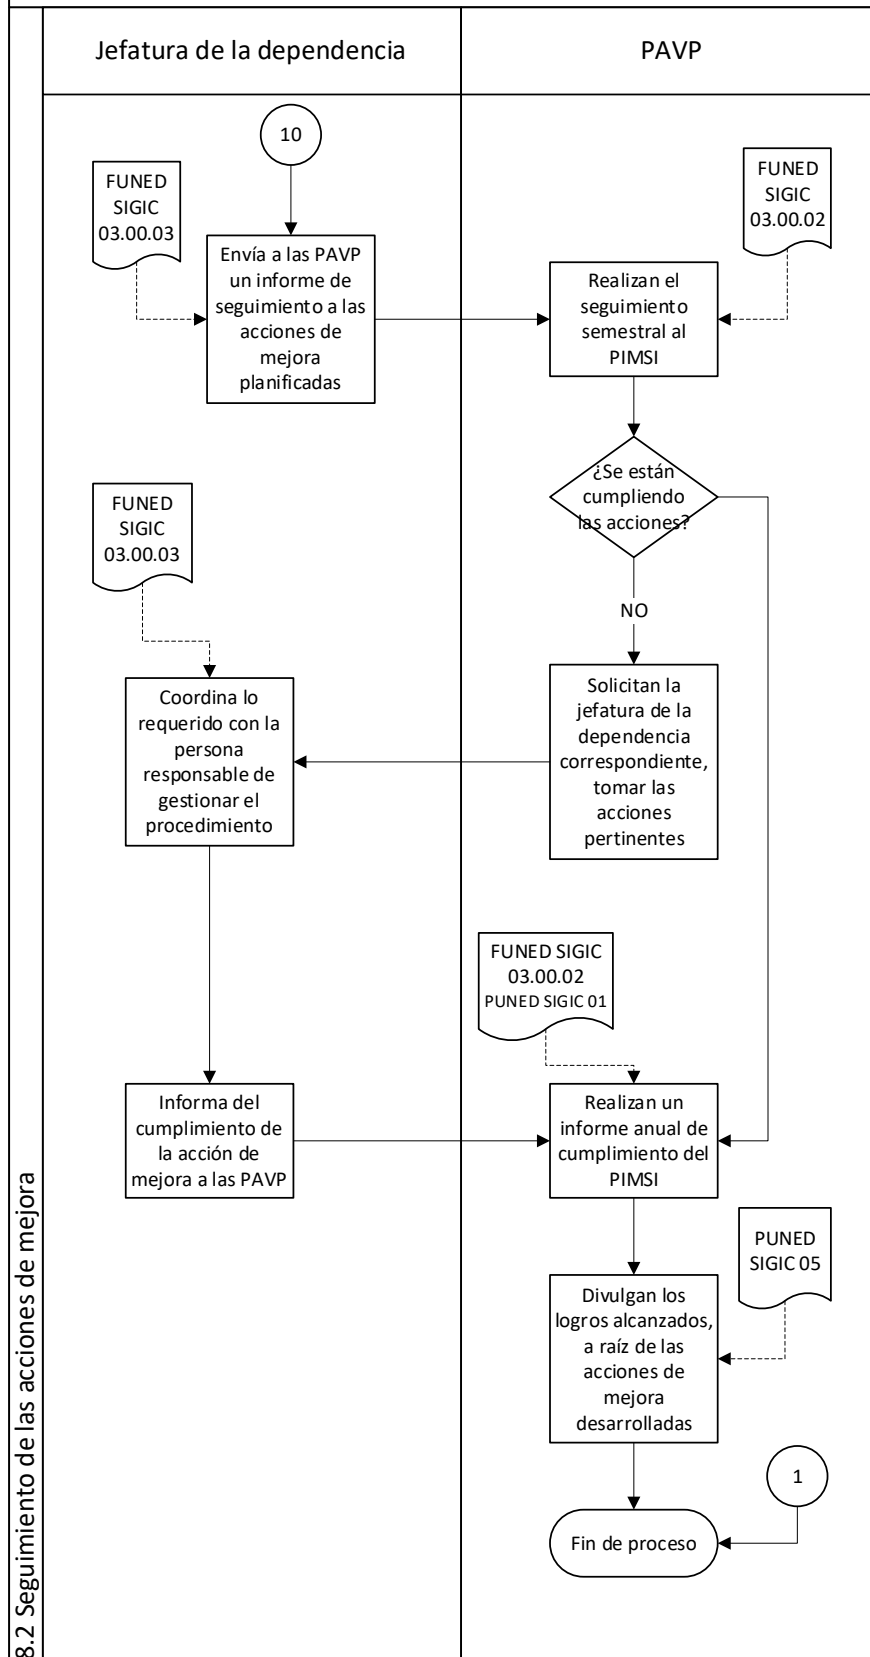 Jefatura de la dependencia
PAVP
10
FUNED
SIGIC
03.00.03
Envía a las PAVP
un informe de
seguimiento a las
acciones de
mejora
planificadas
Realizan el
seguimiento
semestral al
PIMSI
FUNED
SIGIC
03.00.02
¿Se están
cumpliendo
las acciones?
NO
FUNED
SIGIC
03.00.03
Coordina lo
requerido con la
persona
responsable de
gestionar el
procedimiento
Solicitan la
jefatura de la
dependencia
correspondiente,
tomar las
acciones
pertinentes
FUNED SIGIC
03.00.02
PUNED SIGIC 01
Informa del
cumplimiento de
la acción de
mejora a las PAVP
Realizan un
informe anual de
cumplimiento del
PIMSI
PUNED
SIGIC 05
Divulgan los
logros alcanzados,
a raíz de las
acciones de
mejora
desarrolladas
1
Fin de proceso
8.2 Seguimiento de las acciones de mejora